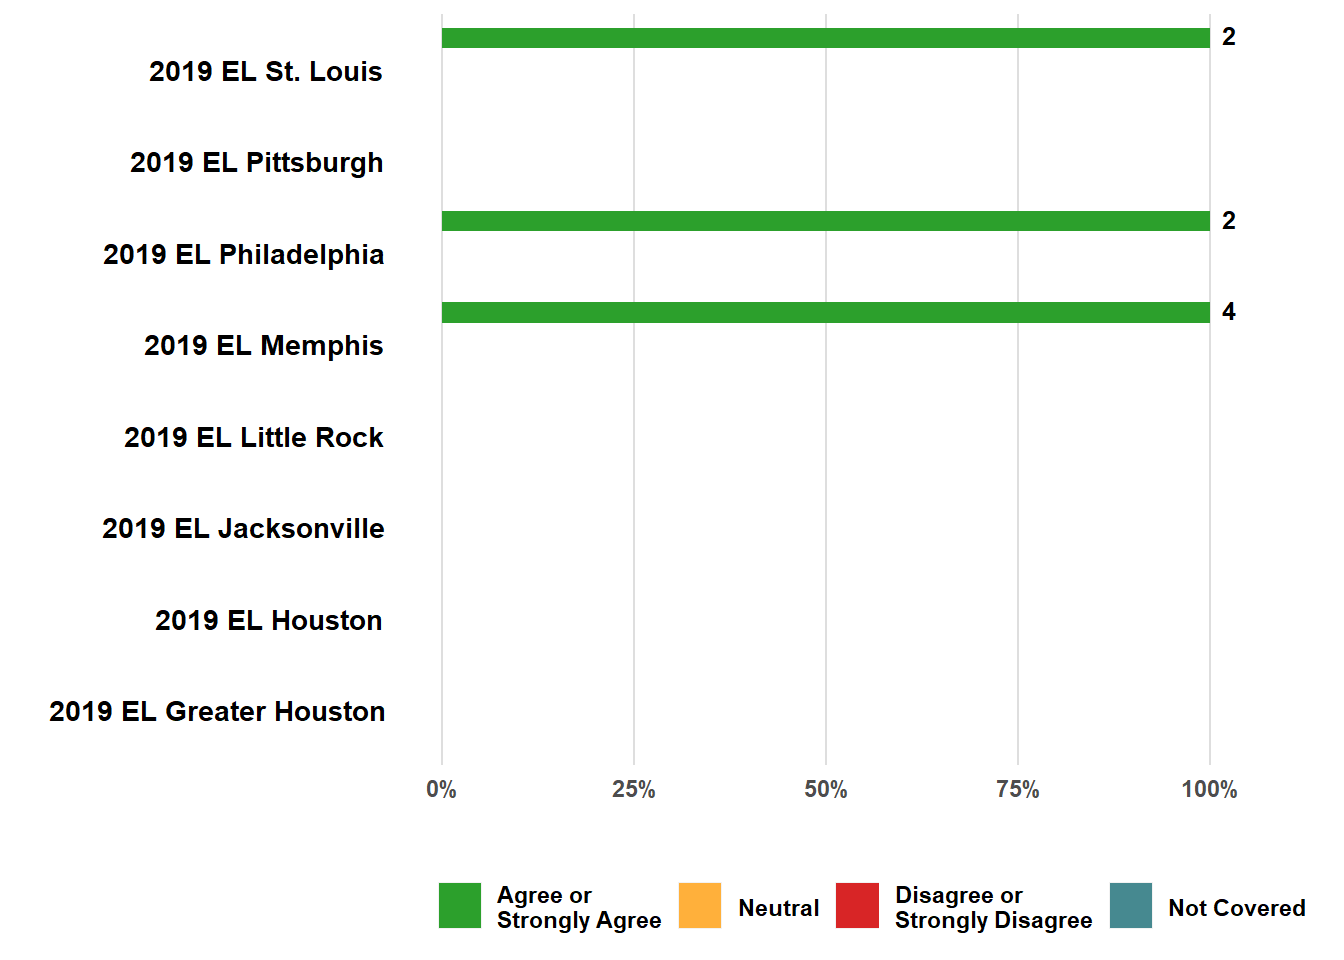 2
2019 EL St. Louis
2019 EL Pittsburgh
2
2019 EL Philadelphia
4
2019 EL Memphis
2019 EL Little Rock
2019 EL Jacksonville
2019 EL Houston
2019 EL Greater Houston
0% 25% 50% 75% 100%
Agree or
Strongly Agree
Neutral
Disagree or
Strongly Disagree
Not Covered